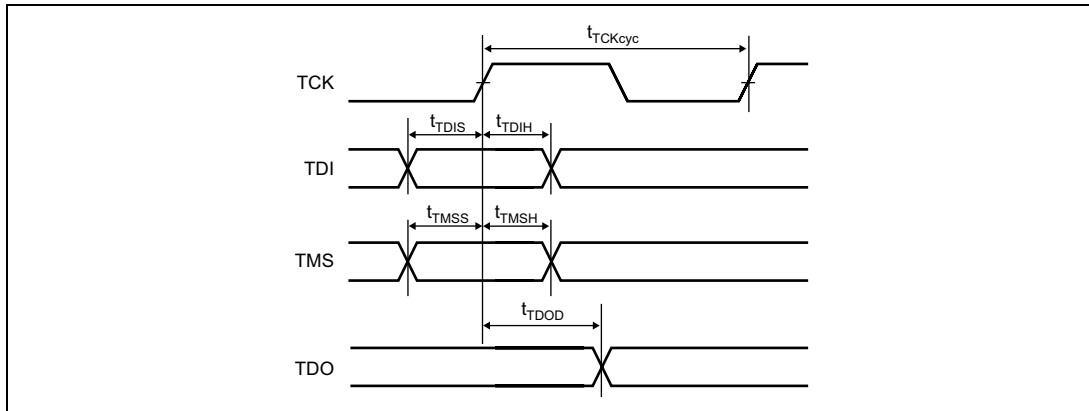 tTCKcyc
TCK
tTDIS tTDIH
TDI
tTMSS tTMSH
TMS
tTDOD
TDO